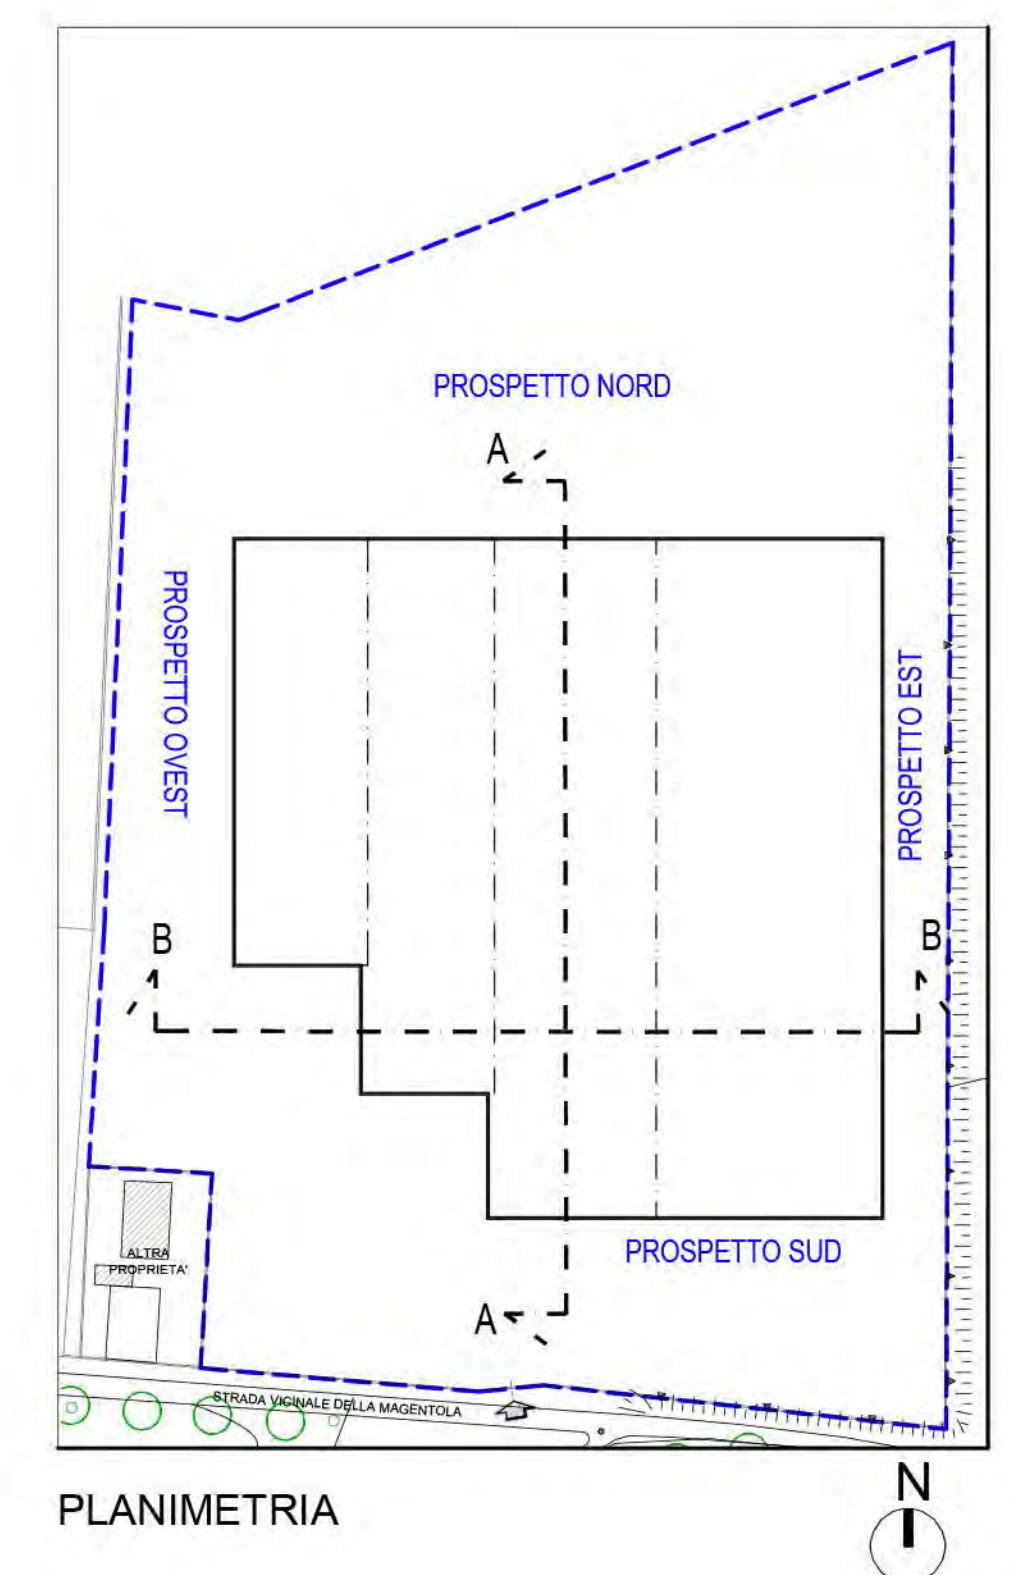 PROSPETTO NORD
A
PROSPETTO OVEST
PROSPETTO EST
B
B
ALTRA
PROPRIETA'
PROSPETTO SUD
A
STRADA VICINALE DELLA MAGENTOLA
PLANIMETRIA
N